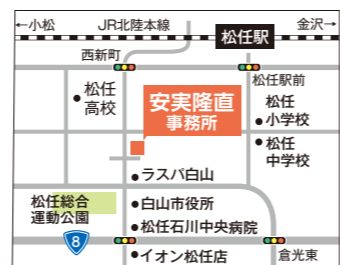 ←小松
JR北陸本線
金沢→
松任駅
西新町
松任駅前
松任
高校
安実隆直
事務所
松任
小学校
松任
中学校
ラスパ白山
松任総合
運動公園
白山市役所
松任石川中央病院
8
イオン松任店
倉光東